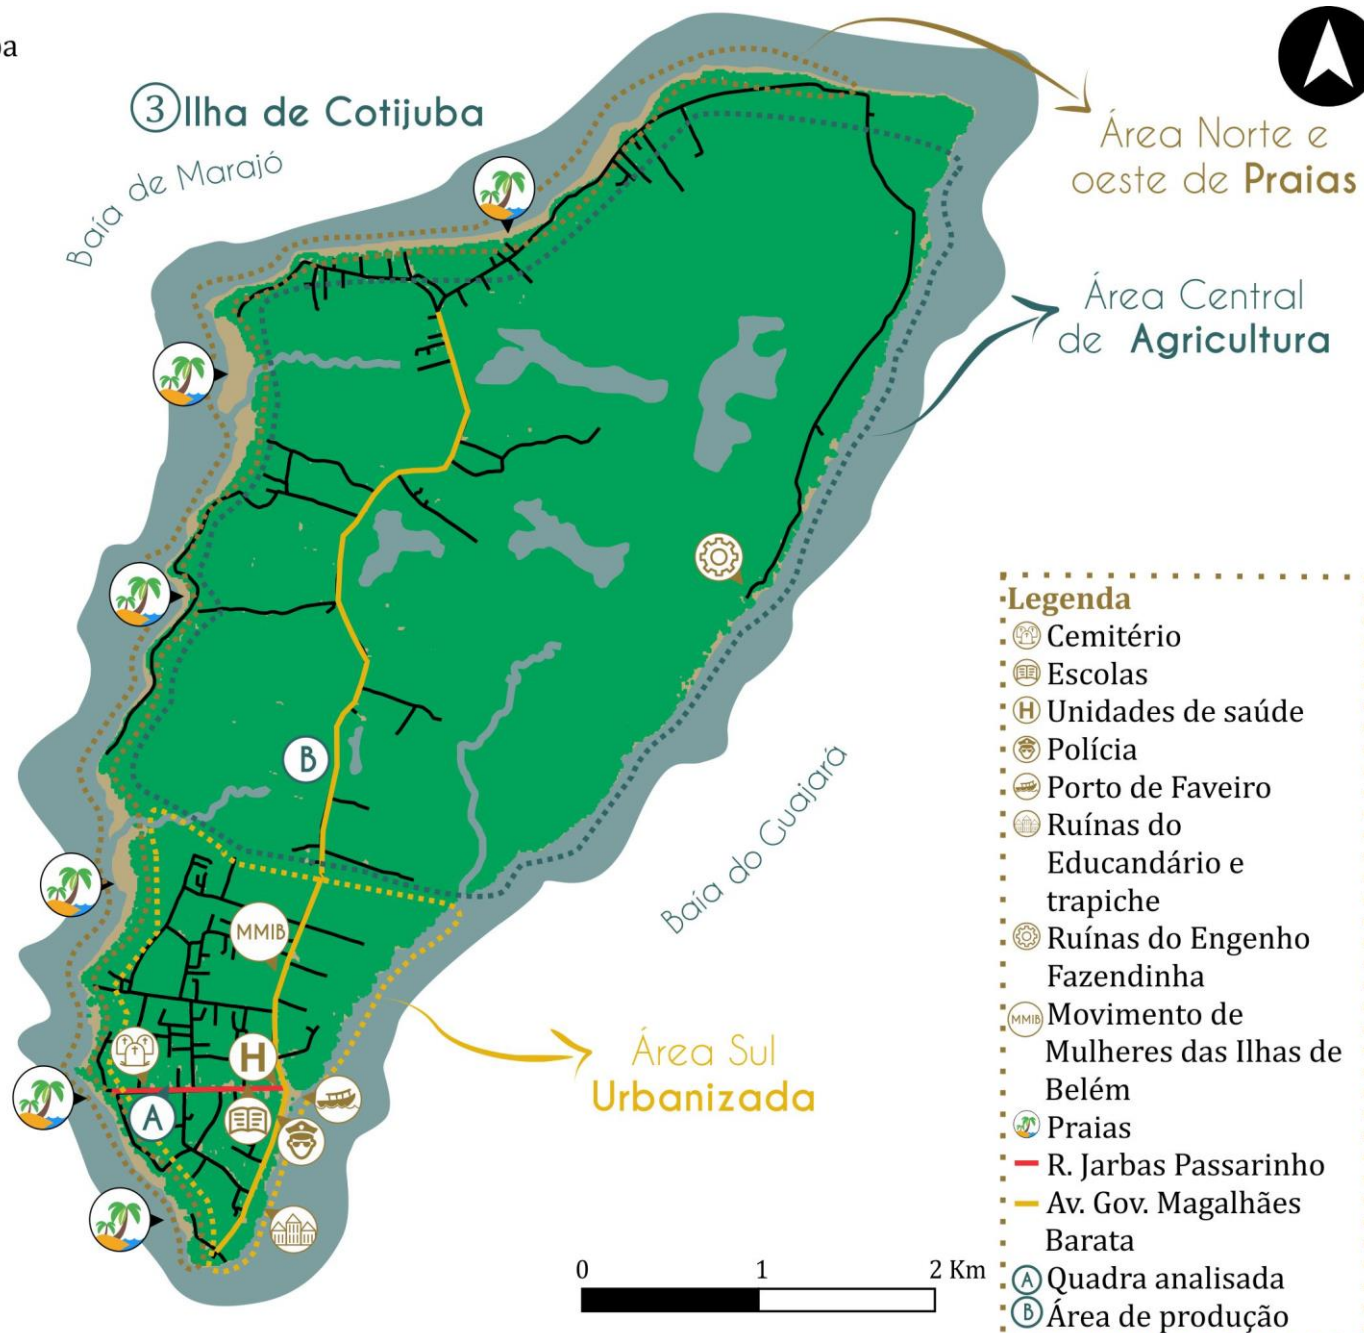 ③Ilha de Cotijuba
Baía de Marajó
Área Norte e
oeste de Praias
Área Central
de Agricultura
B
Baía do Guajará
MMIB
H
A
Área Sul
Urbanizada
0 1 2 Km
Legenda
Cemitério
Escolas
H Unidades de saúde
Polícia
Porto de Faveiro
Ruínas do
Educandário e
trapiche
Ruínas do Engenho
Fazendinha
MMIB Movimento de
Mulheres das Ilhas de
Belém
Praias
R. Jarbas Passarinho
Av. Gov. Magalhães
Barata
A Quadra analisada
B Área de produção